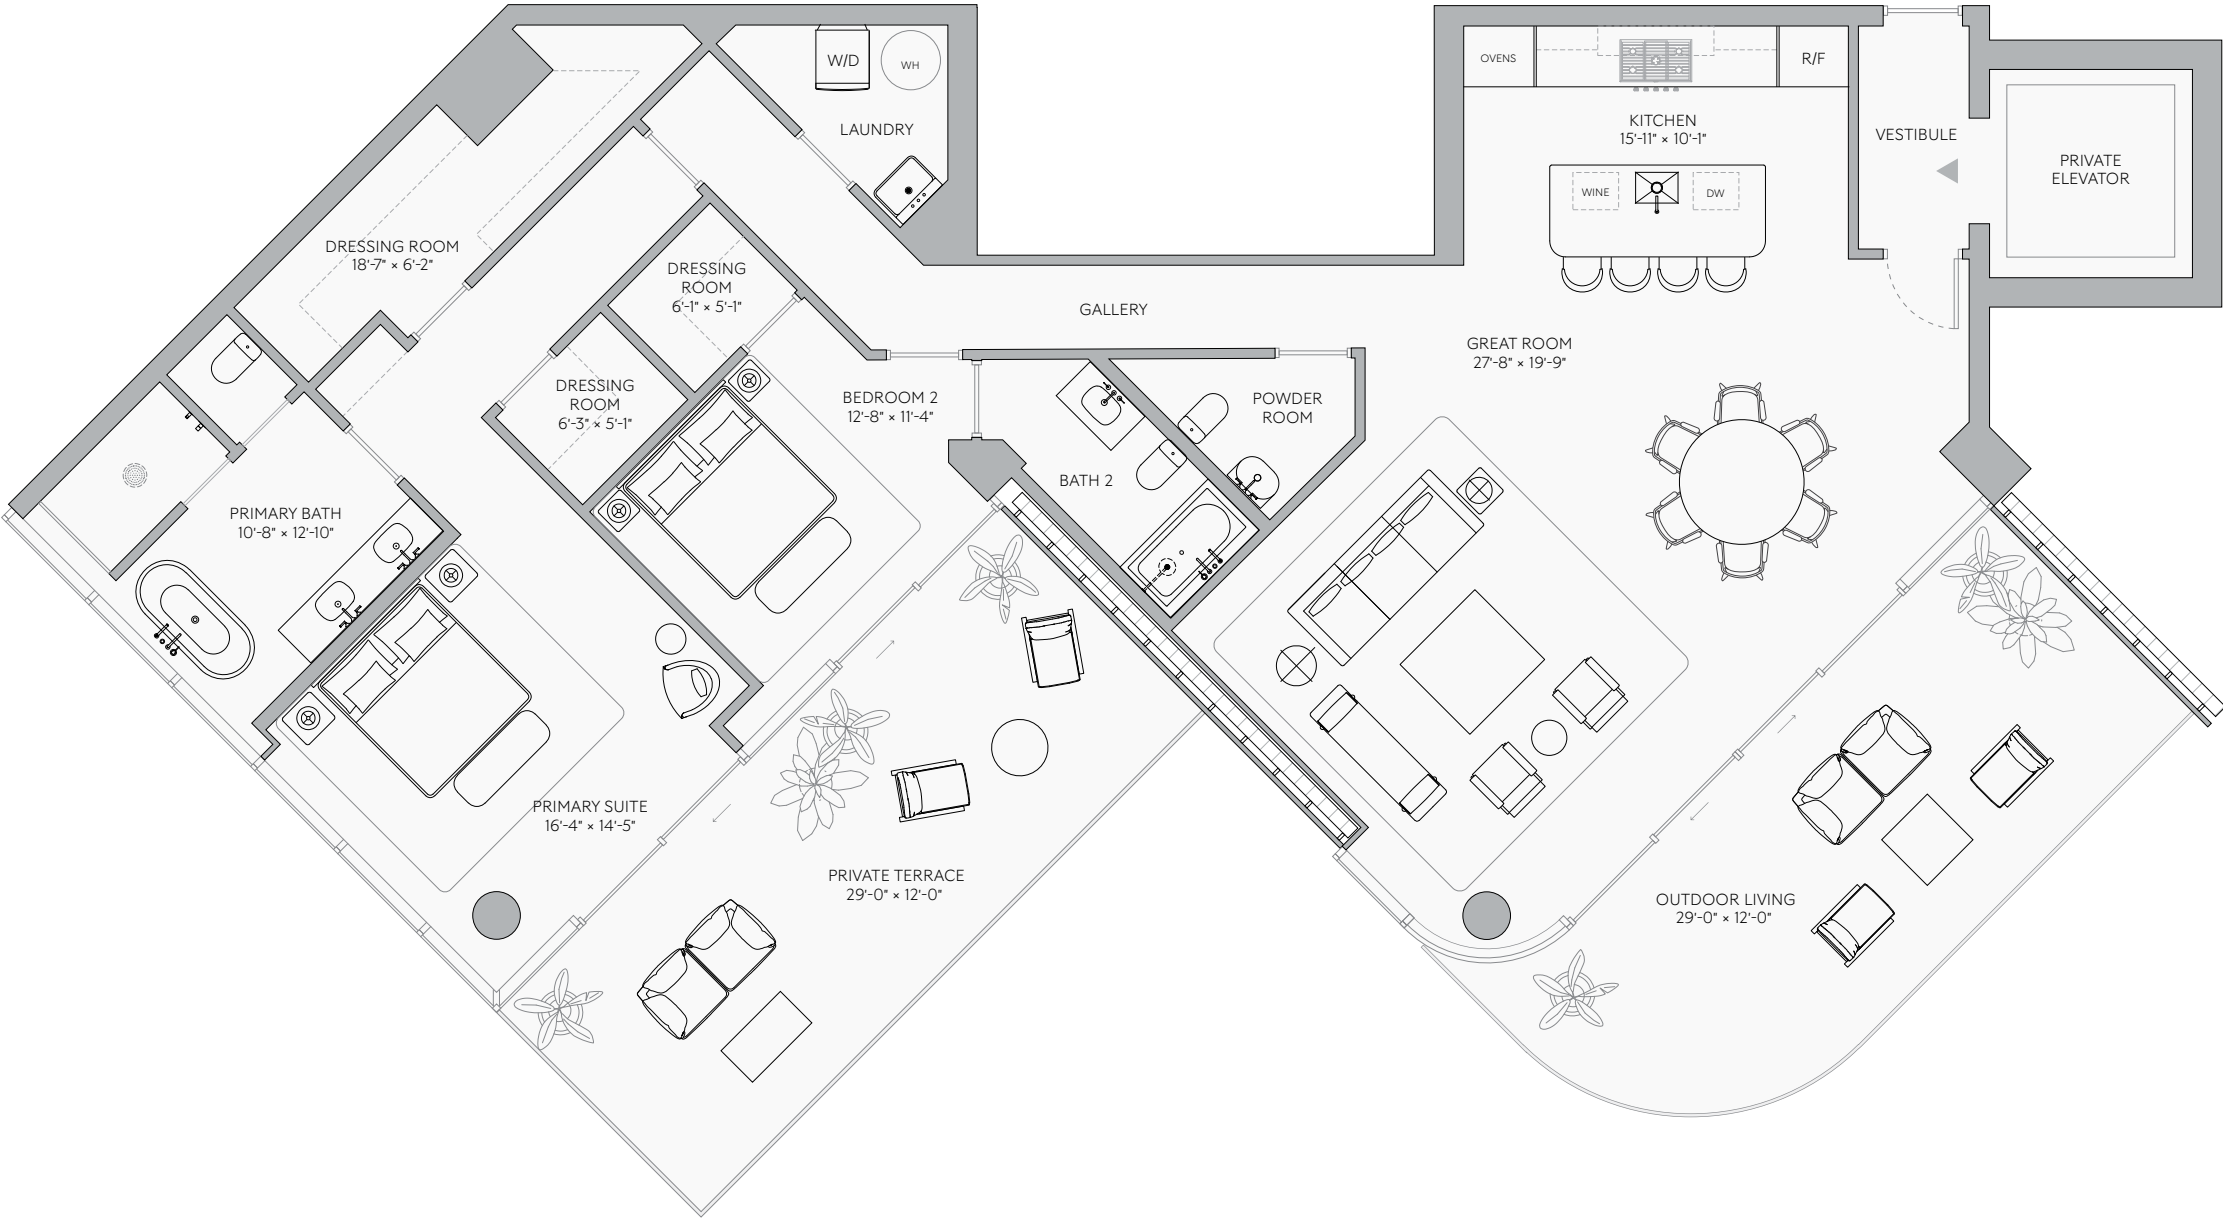 W/D
WH
LAUNDRY
OVENS
R/F
KITCHEN
15'-11" × 10'-1"
VESTIBULE
PRIVATE
ELEVATOR
WINE
DW
DRESSING ROOM
18'-7" × 6'-2"
DRESSING
ROOM
6'-1" × 5'-1"
GALLERY
GREAT ROOM
27'-8" × 19'-9"
DRESSING
ROOM
6'-3" × 5'-1"
BEDROOM 2
12'-8" × 11'-4"
POWDER
ROOM
BATH 2
PRIMARY BATH
10'-8" × 12'-10"
PRIMARY SUITE
16'-4" × 14'-5"
PRIVATE TERRACE
29'-0" × 12'-0"
OUTDOOR LIVING
29'-0" × 12'-0"